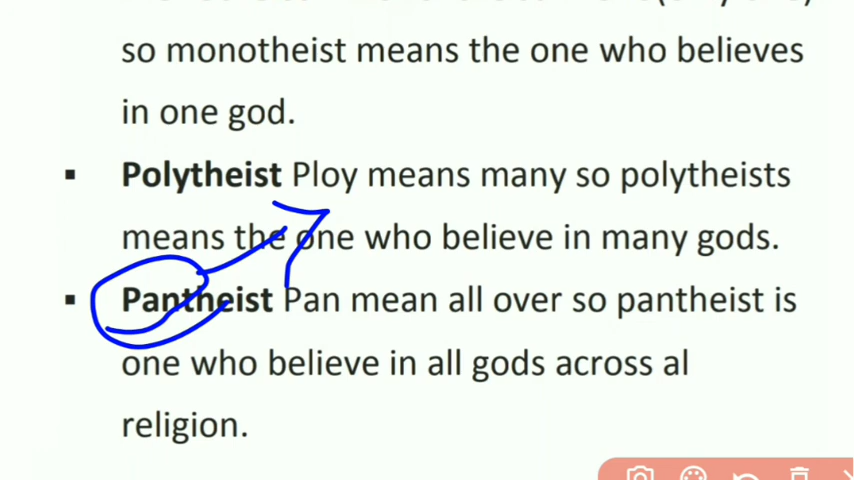 so monotheist means the one who believes
in one god.
▪ Polytheist Ploy means many so polytheists
means the one who believe in many gods.
▪ Pantheist Pan mean all over so pantheist is
one who believe in all gods across al
religion.